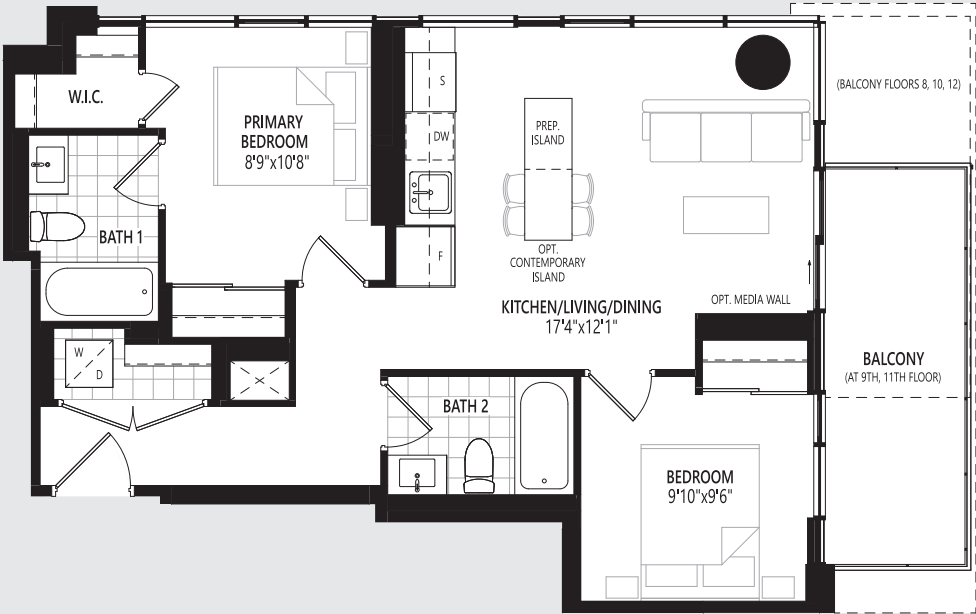 W.I.C.
PRIMARY
BEDROOM
8'9"x10'8"
BATH 1
W
D
S
DW
F
PREP.
ISLAND
OPT.
CONTEMPORARY
ISLAND
KITCHEN/LIVING/DINING
17'4"x12'1"
OPT. MEDIA WALL
(BALCONY FLOORS 8, 10, 12)
BALCONY
(AT 9TH, 11TH FLOOR)
BATH 2
BEDROOM
9'10"x9'6"